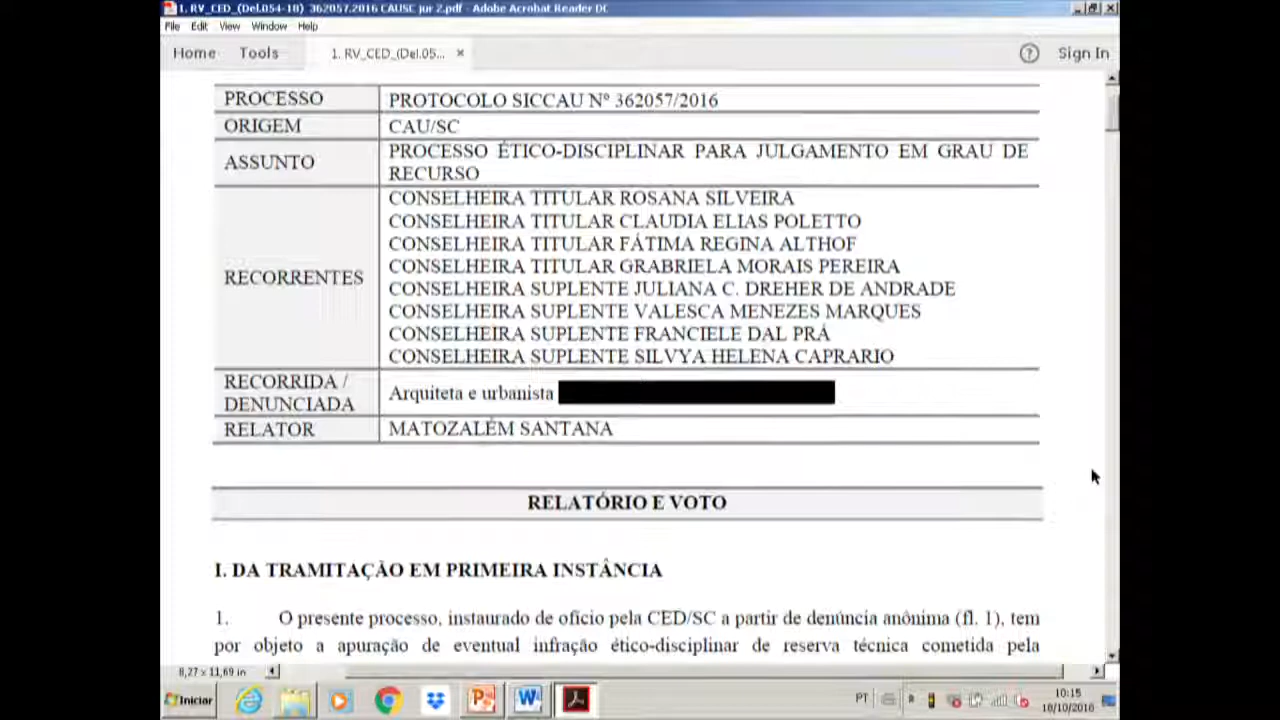 1. RV_CED_(Del.054-18) 362057.2016 CAUSC jur 2.pdf - Adobe Acrobat Reader DC
File Edit View Window Help
Home Tools 1. RV_CED_(Del.05... × ? Sign In
PROCESSO PROTOCOLO SICCAU Nº 362057/2016
ORIGEM CAU/SC
ASSUNTO PROCESSO ÉTICO-DISCIPLINAR PARA JULGAMENTO EM GRAU DE
RECURSO
RECORRENTES CONSELHEIRA TITULAR ROSANA SILVEIRA
CONSELHEIRA TITULAR CLAUDIA ELIAS POLETTO
CONSELHEIRA TITULAR FÁTIMA REGINA ALTHOF
CONSELHEIRA TITULAR GRABRIELA MORAIS PEREIRA
CONSELHEIRA SUPLENTE JULIANA C. DREHER DE ANDRADE
CONSELHEIRA SUPLENTE VALESCA MENEZES MARQUES
CONSELHEIRA SUPLENTE FRANCIELE DAL PRÁ
CONSELHEIRA SUPLENTE SILVYA HELENA CAPRARIO
RECORRIDA /
DENUNCIADA Arquiteta e urbanista
RELATOR MATOZALÉM SANTANA
RELATÓRIO E VOTO
I. DA TRAMITAÇÃO EM PRIMEIRA INSTÂNCIA
1. O presente processo, instaurado de ofício pela CED/SC a partir de denúncia anônima (fl. 1), tem
por objeto a apuração de eventual infração ético-disciplinar de reserva técnica cometida pela
8,27 x 11,69 in
Iniciar PT 10:15
18/10/2018